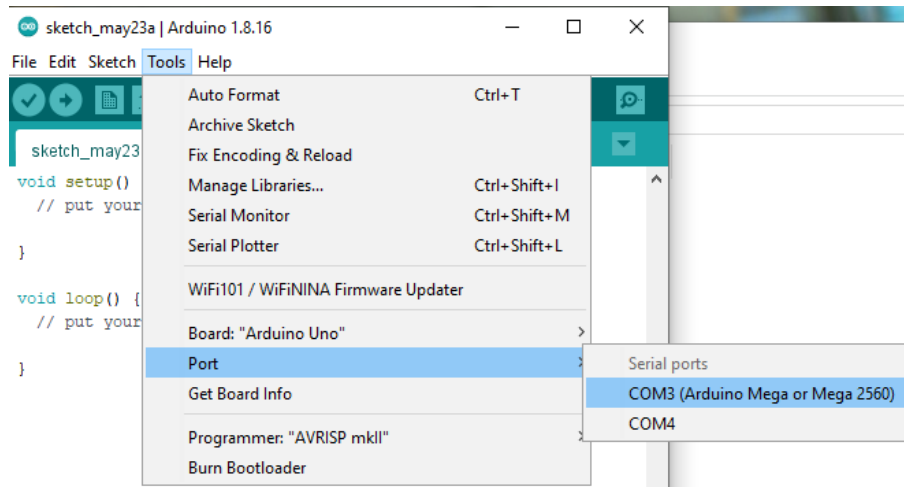 sketch_may23a | Arduino 1.8.16
File Edit Sketch Tools Help
Auto Format Ctrl+T
Archive Sketch
sketch_may23
Fix Encoding & Reload
void setup()
Manage Libraries... Ctrl+Shift+I
// put your
Serial Monitor Ctrl+Shift+M
}
Serial Plotter Ctrl+Shift+L
WiFi101 / WiFiNINA Firmware Updater
void loop() {
// put your
Board: "Arduino Uno"
}
Port
Serial ports
Get Board Info
COM3 (Arduino Mega or Mega 2560)
COM4
Programmer: "AVRISP mkII"
Burn Bootloader